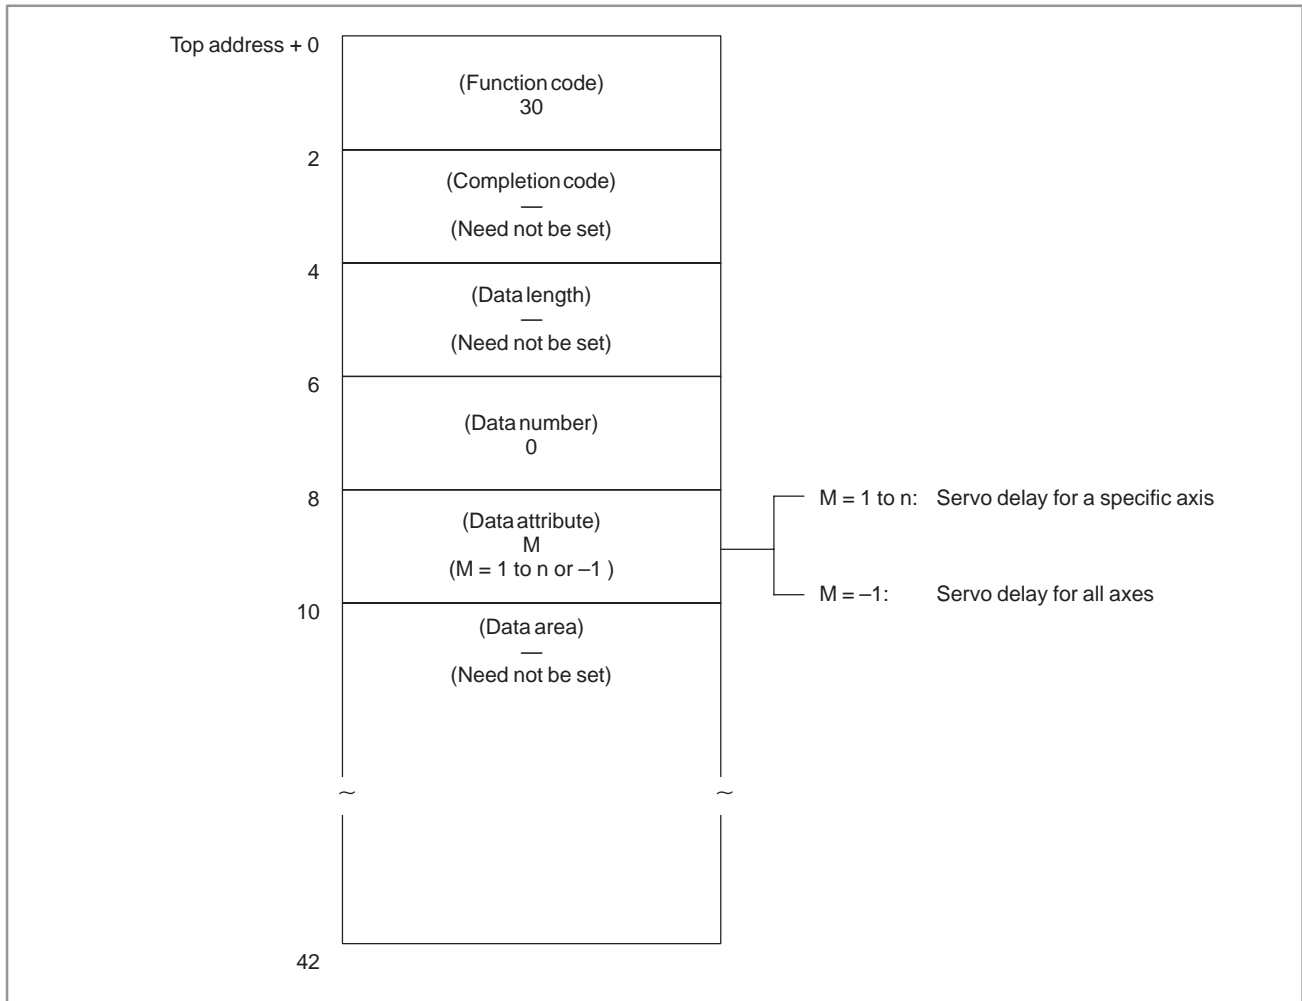 Top address + 0
(Function code)
30
2
(Completion code)
—
(Need not be set)
4
(Data length)
—
(Need not be set)
6
(Data number)
0
8
(Data attribute)
M
(M = 1 to n or –1 )
M = 1 to n: Servo delay for a specific axis
M = –1: Servo delay for all axes
10
(Data area)
—
(Need not be set)
~ ~
42